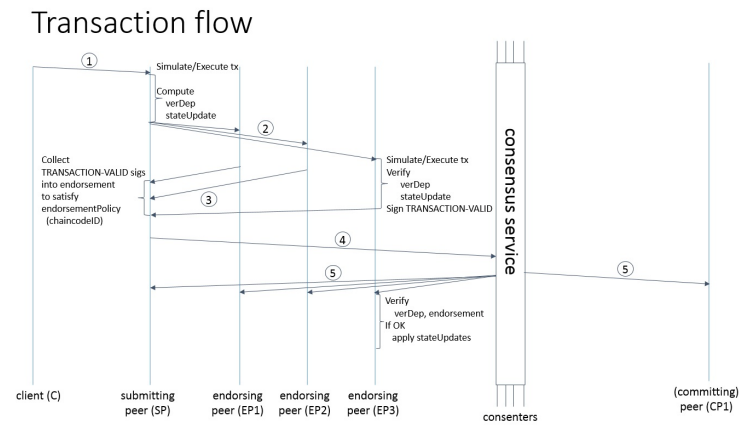 Transaction flow
1
Simulate/Execute tx
Compute
verDep
stateUpdate
2
Collect
TRANSACTION-VALID sigs
into endorsement
to satisfy
endorsementPolicy
(chaincodeID)
3
Simulate/Execute tx
Verify
verDep
stateUpdate
Sign TRANSACTION-VALID
consensus service
4
5
5
Verify
verDep, endorsement
If OK
apply stateUpdates
client (C)
submitting
peer (SP)
endorsing
peer (EP1)
endorsing
peer (EP2)
endorsing
peer (EP3)
consenters
(committing)
peer (CP1)